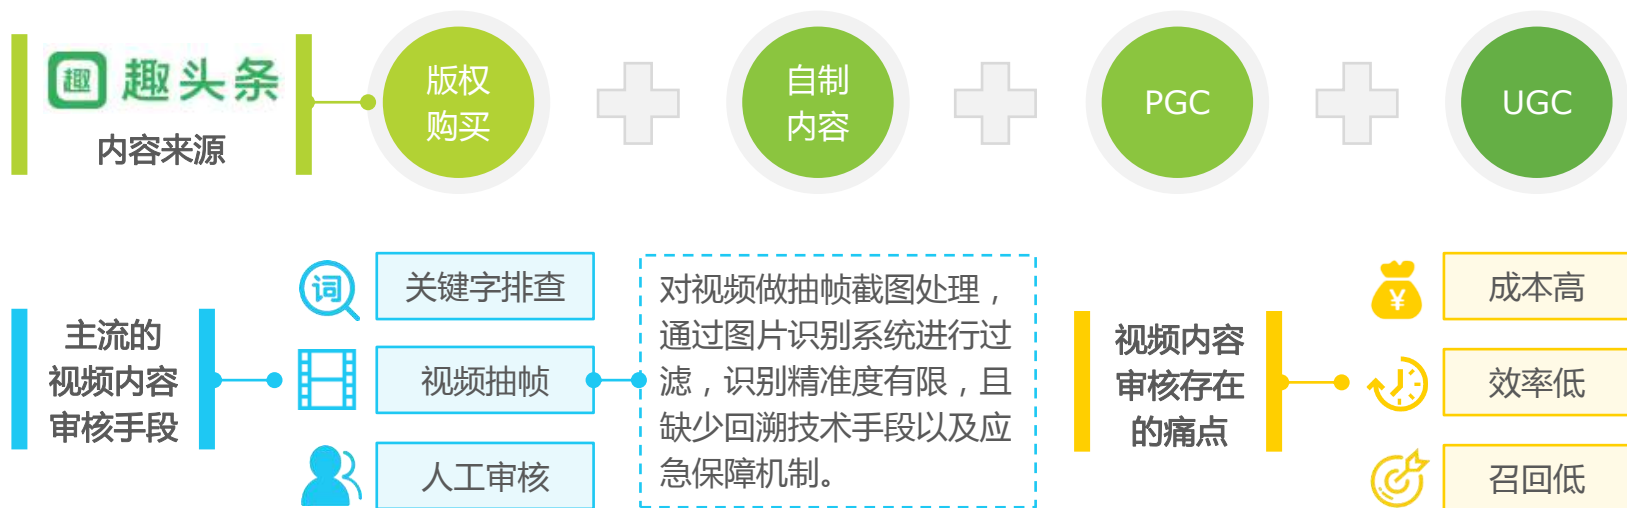 趣 趣头条
内容来源
版权
购买
自制
内容
PGC
UGC
主流的
视频内容
审核手段
词
关键字排查
视频抽帧
人工审核
对视频做抽帧截图处理，
通过图片识别系统进行过
滤，识别精准度有限，且
缺少回溯技术手段以及应
急保障机制。
视频内容
审核存在
的痛点
¥
成本高
效率低
召回低